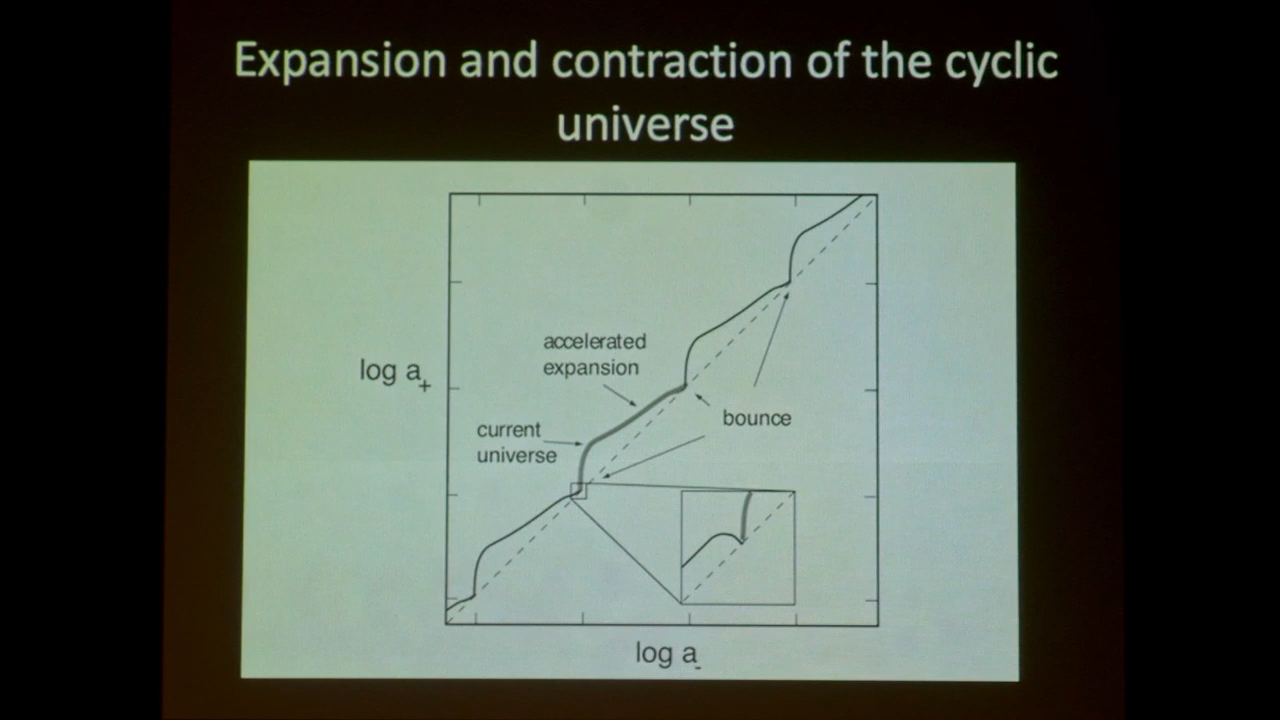 Expansion and contraction of the cyclic
universe
accelerated
expansion
log a+
current
universe
bounce
log a-